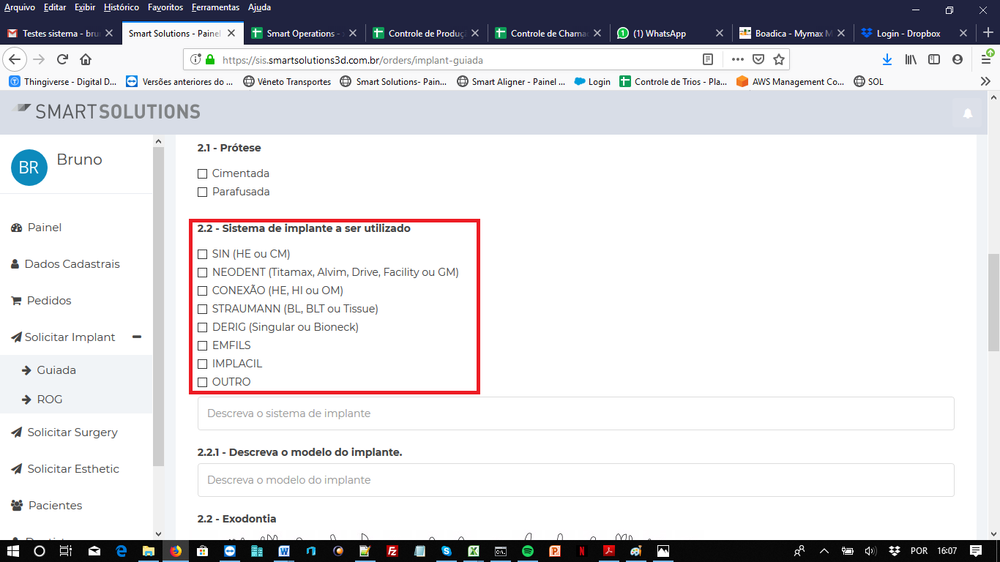 Arquivo Editar Exibir Histórico Favoritos Ferramentas Ajuda
Testes sistema - bru
Smart Solutions - Painel
Smart Operations -
Controle de Produç
Controle de Chama
(1) WhatsApp
Boadica - Mymax M
Login - Dropbox
https://sis.smartsolutions3d.com.br/orders/implant-guiada
Thingiverse - Digital D...
Versões anteriores do ...
Vêneto Transportes
Smart Solutions- Pain...
Smart Aligner - Painel ...
Login
Controle de Trios - Pla...
AWS Management Co...
SOL
SMARTSOLUTIONS
BR
Bruno
Painel
Dados Cadastrais
Pedidos
Solicitar Implant
Guiada
ROG
Solicitar Surgery
Solicitar Esthetic
Pacientes
2.1 - Prótese
Cimentada
Parafusada
2.2 - Sistema de implante a ser utilizado
SIN (HE ou CM)
NEODENT (Titamax, Alvim, Drive, Facility ou GM)
CONEXÃO (HE, HI ou OM)
STRAUMANN (BL, BLT ou Tissue)
DERIG (Singular ou Bioneck)
EMFILS
IMPLACIL
OUTRO
Descreva o sistema de implante
2.2.1 - Descreva o modelo do implante.
Descreva o modelo do implante
2.2 - Exodontia
POR 16:07